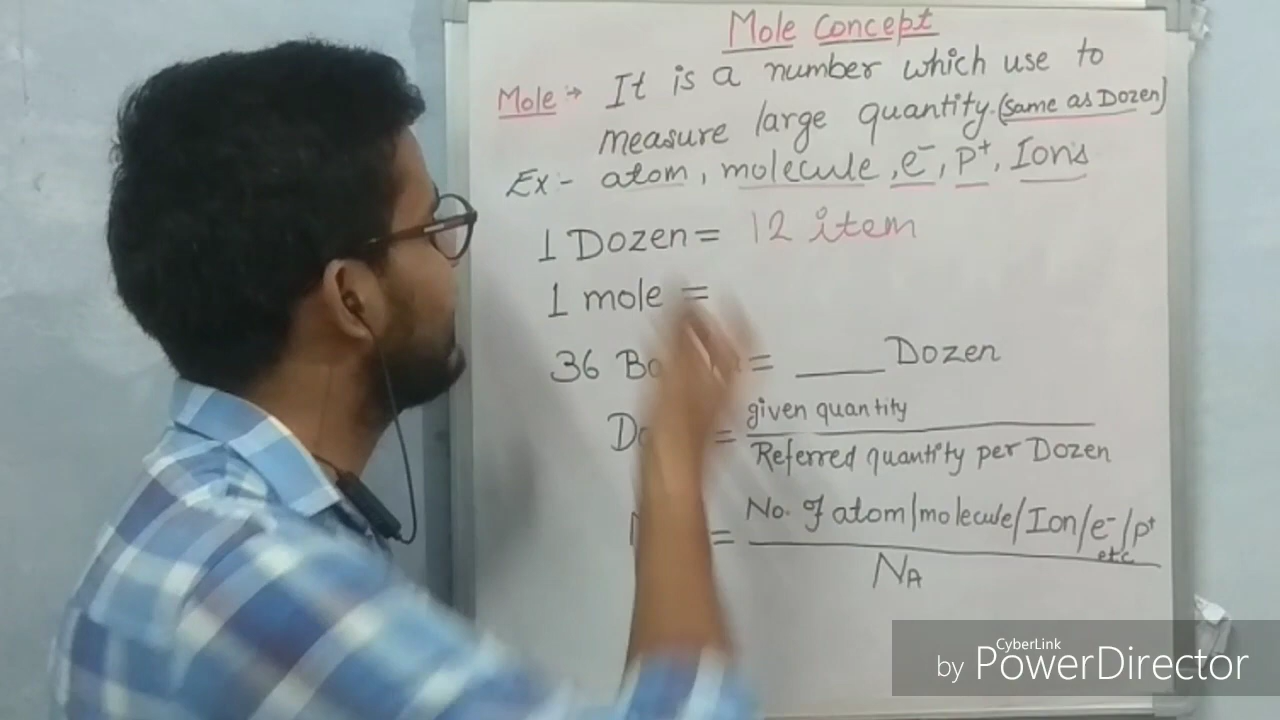 Mole Concept
Mole :→ It is a number which use to
measure large quantity. (same as Dozen)
Ex - atom, molecule, e⁻, p⁺, Ions
1 Dozen = 12 item
1 mole =
36 = ____ Dozen
= given quantity
Referred quantity per Dozen
= No. of atom/molecule/Ion/e⁻/p⁺
etc
NA
CyberLink
by PowerDirector